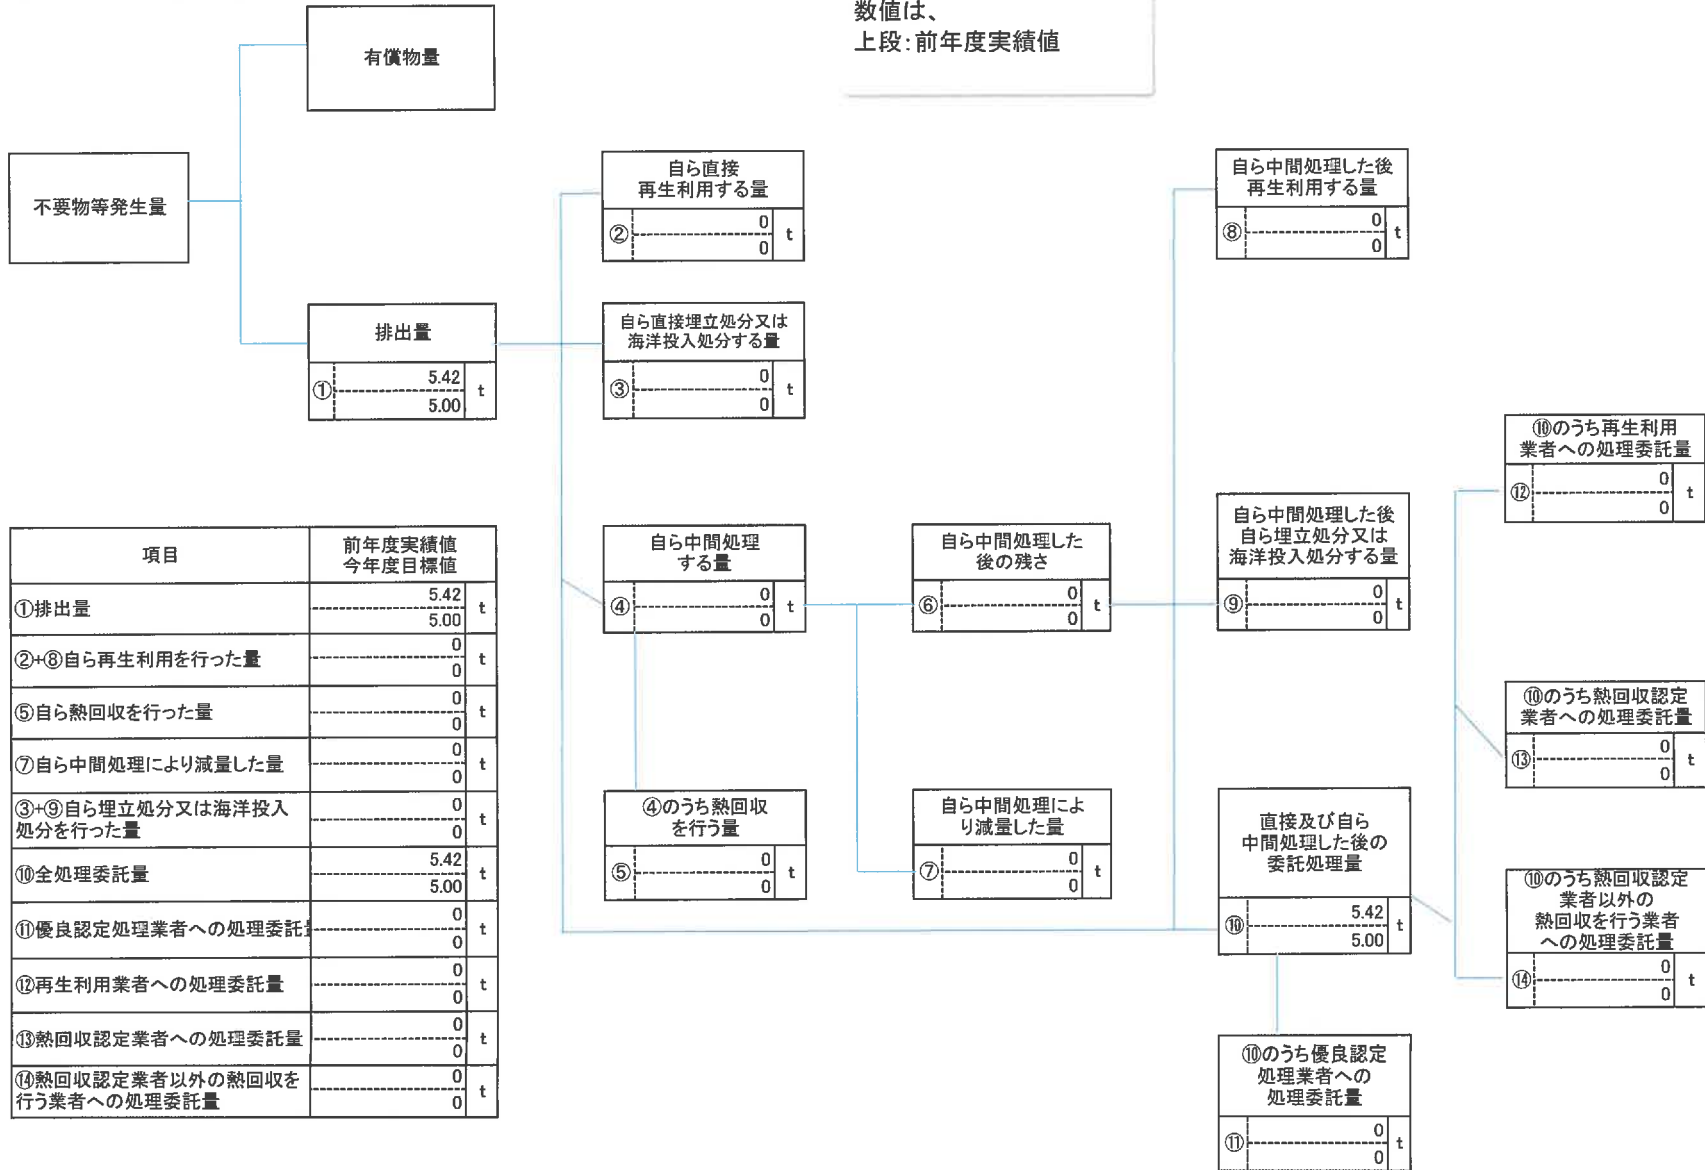 数値は、
上段:前年度実績値
有償物量
不要物等発生量
排出量
① 5.42 t
5.00
自ら直接
再生利用する量
② 0 t
0
自ら直接埋立処分又は
海洋投入処分する量
③ 0 t
0
自ら中間処理した後
再生利用する量
⑧ 0 t
0
自ら中間処理
する量
④ 0 t
0
自ら中間処理した
後の残さ
⑥ 0 t
0
自ら中間処理した後
自ら埋立処分又は
海洋投入処分する量
⑨ 0 t
0
④のうち熱回収
を行う量
⑤ 0 t
0
自ら中間処理によ
り減量した量
⑦ 0 t
0
直接及び自ら
中間処理した後の
委託処理量
⑩ 5.42 t
5.00
⑩のうち優良認定
処理業者への
処理委託量
⑪ 0 t
0
⑩のうち再生利用
業者への処理委託量
⑫ 0 t
0
⑩のうち熱回収認定
業者への処理委託量
⑬ 0 t
0
⑩のうち熱回収認定
業者以外の
熱回収を行う業者
への処理委託量
⑭ 0 t
0
項目 前年度実績値
今年度目標値
①排出量 5.42 t
5.00
②+⑧自ら再生利用を行った量 0 t
0
⑤自ら熱回収を行った量 0 t
0
⑦自ら中間処理により減量した量 0 t
0
③+⑨自ら埋立処分又は海洋投入
処分を行った量 0 t
0
⑩全処理委託量 5.42 t
5.00
⑪優良認定処理業者への処理委託 0 t
0
⑫再生利用業者への処理委託量 0 t
0
⑬熱回収認定業者への処理委託量 0 t
0
⑭熱回収認定業者以外の熱回収を
行う業者への処理委託量 0 t
0